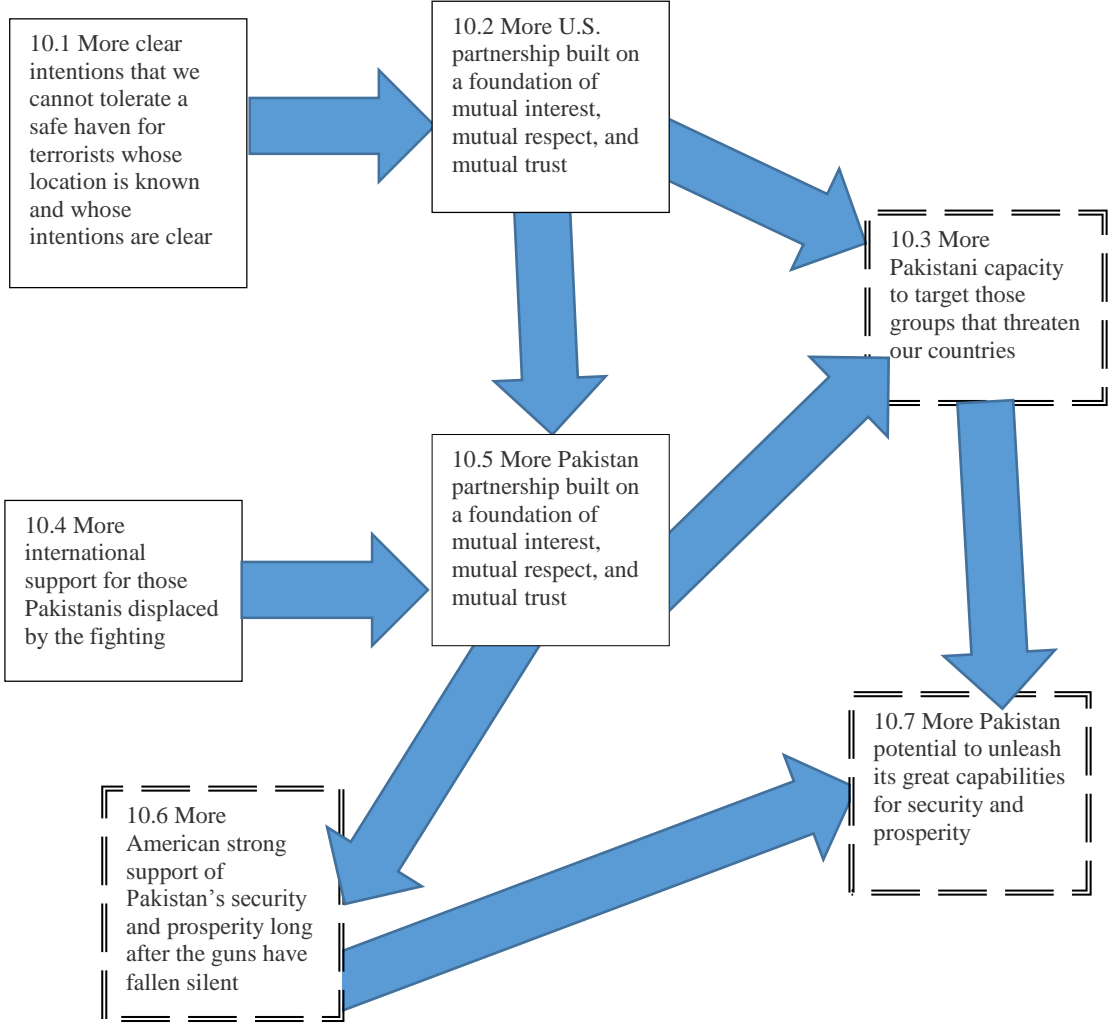 10.1 More clear
intentions that we
cannot tolerate a
safe haven for
terrorists whose
location is known
and whose
intentions are clear
10.2 More U.S.
partnership built on
a foundation of
mutual interest,
mutual respect, and
mutual trust
10.3 More
Pakistani capacity
to target those
groups that threaten
our countries
10.4 More
international
support for those
Pakistanis displaced
by the fighting
10.5 More Pakistan
partnership built on
a foundation of
mutual interest,
mutual respect, and
mutual trust
10.6 More
American strong
support of
Pakistan’s security
and prosperity long
after the guns have
fallen silent
10.7 More Pakistan
potential to unleash
its great capabilities
for security and
prosperity